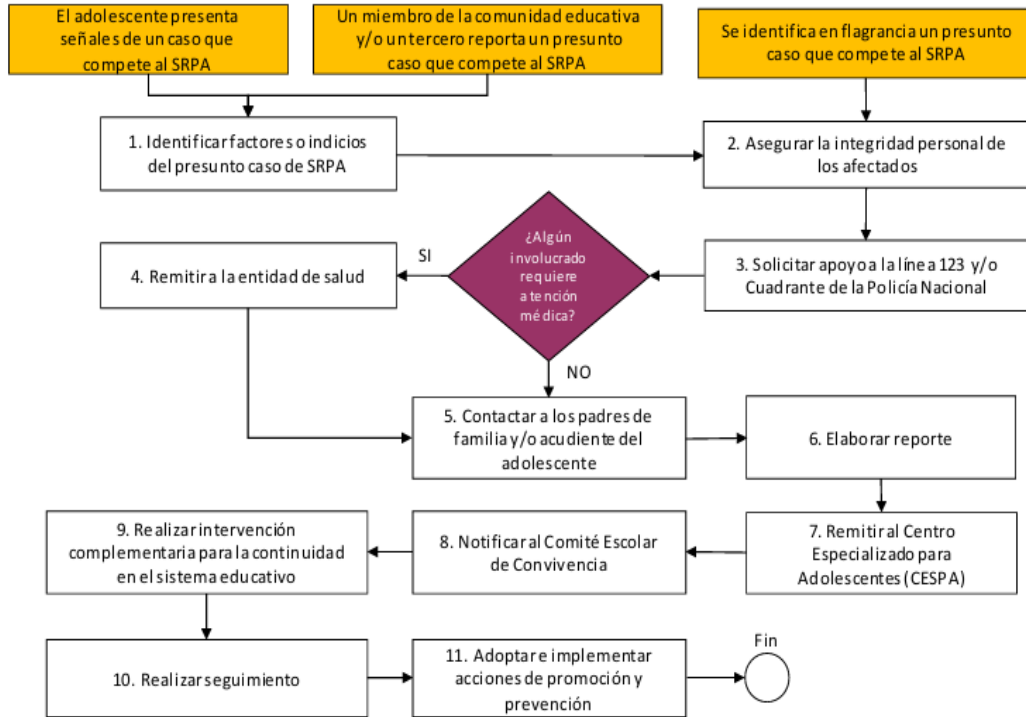 El adolescente presenta
señales de un caso que
compete al SRPA
Un miembro de la comunidad educativa
y/o un tercero reporta un presunto
caso que compete al SRPA
Se identifica en flagrancia un presunto
caso que compete al SRPA
1. Identificar factores o indicios
del presunto caso de SRPA
2. Asegurar la integridad personal de
los afectados
¿Algún
involucrado
requiere
atención
médica?
SI
4. Remitir a la entidad de salud
3. Solicitar apoyo a la línea 123 y/o
Cuadrante de la Policía Nacional
NO
5. Contactar a los padres de
familia y/o acudiente del
adolescente
6. Elaborar reporte
9. Realizar intervención
complementaria para la continuidad
en el sistema educativo
8. Notificar al Comité Escolar
de Convivencia
7. Remitir al Centro
Especializado para
Adolescentes (CESPA)
10. Realizar seguimiento
11. Adoptar e implementar
acciones de promoción y
prevención
Fin